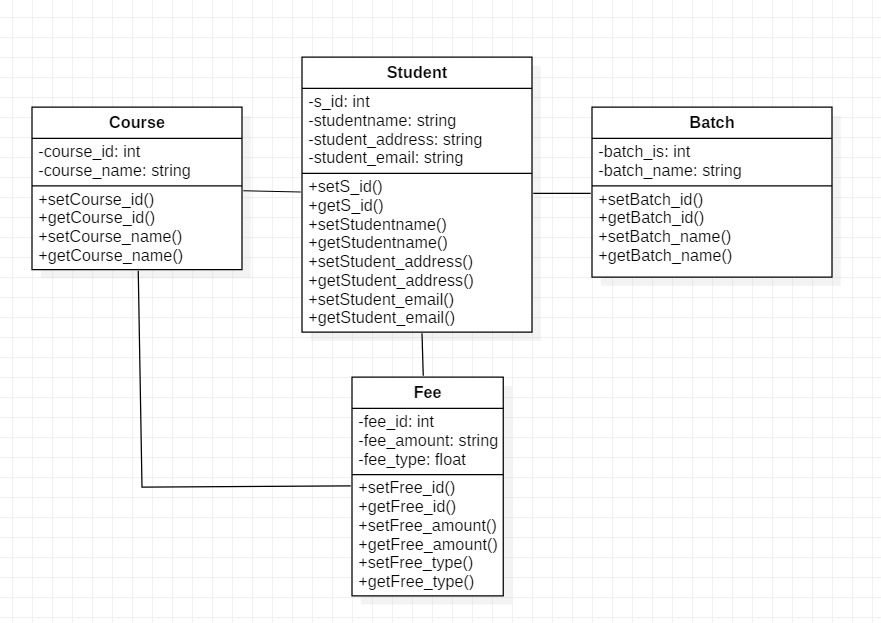 Course
-course_id: int
-course_name: string
+setCourse_id()
+getCourse_id()
+setCourse_name()
+getCourse_name()
Student
-s_id: int
-studentname: string
-student_address: string
-student_email: string
+setS_id()
+getS_id()
+setStudentname()
+getStudentname()
+setStudent_address()
+getStudent_address()
+setStudent_email()
+getStudent_email()
Batch
-batch_is: int
-batch_name: string
+setBatch_id()
+getBatch_id()
+setBatch_name()
+getBatch_name()
Fee
-fee_id: int
-fee_amount: string
-fee_type: float
+setFree_id()
+getFree_id()
+setFree_amount()
+getFree_amount()
+setFree_type()
+getFree_type()